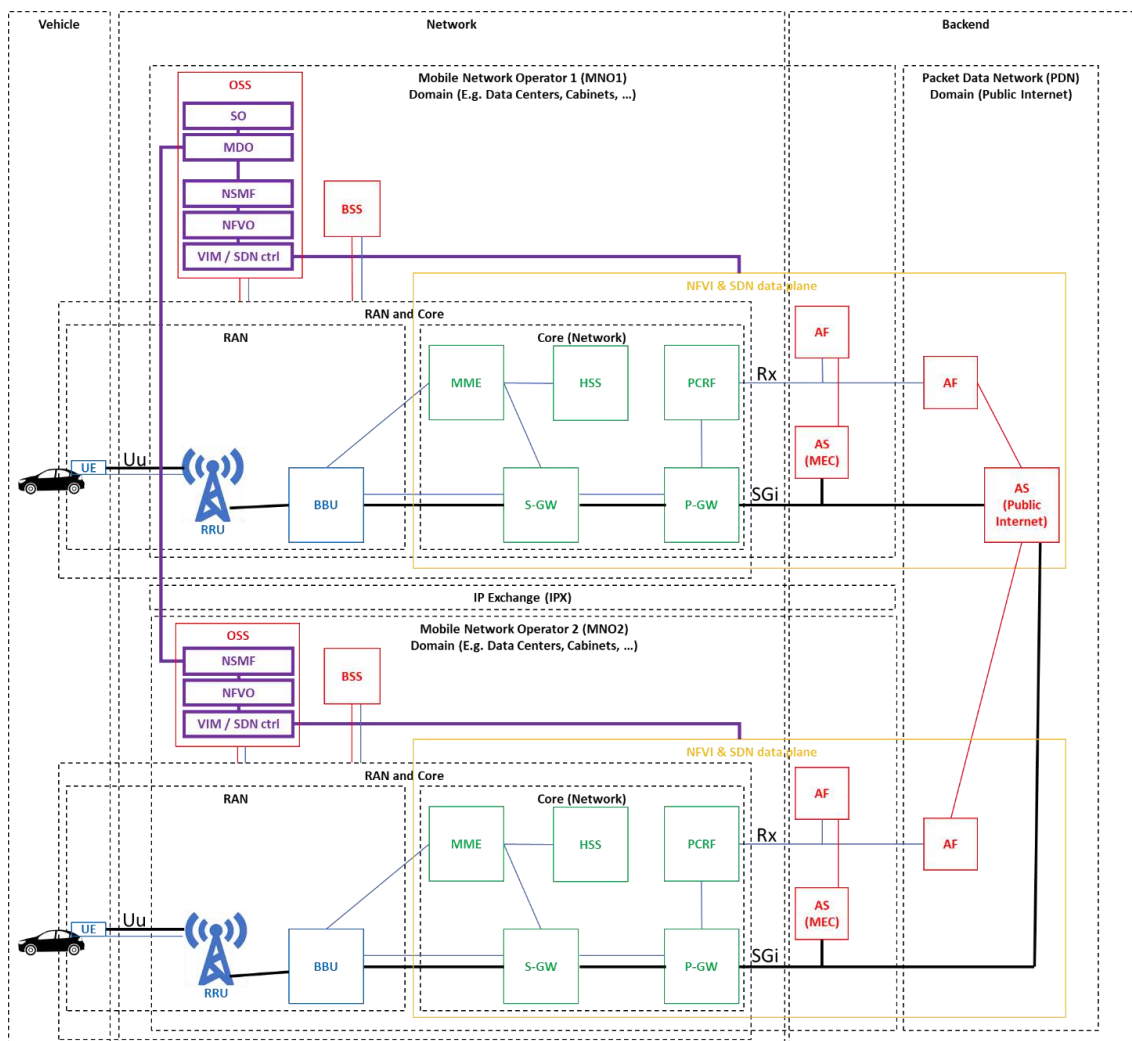 Vehicle
Network
Backend
Mobile Network Operator 1 (MNO1)
Domain (E.g. Data Centers, Cabinets, ...)
Packet Data Network (PDN)
Domain (Public Internet)
OSS
SO
MDO
NSMF
NFVO
VIM / SDN ctrl
BSS
NFVI & SDN data plane
RAN and Core
RAN
Core (Network)
MME
HSS
PCRF
Rx
AF
AF
UE
Uu
RRU
BBU
S-GW
P-GW
SGi
AS
(MEC)
AS
(Public
Internet)
IP Exchange (IPX)
Mobile Network Operator 2 (MNO2)
Domain (E.g. Data Centers, Cabinets, ...)
OSS
NSMF
NFVO
VIM / SDN ctrl
BSS
NFVI & SDN data plane
RAN and Core
RAN
Core (Network)
MME
HSS
PCRF
Rx
AF
AF
UE
Uu
RRU
BBU
S-GW
P-GW
SGi
AS
(MEC)